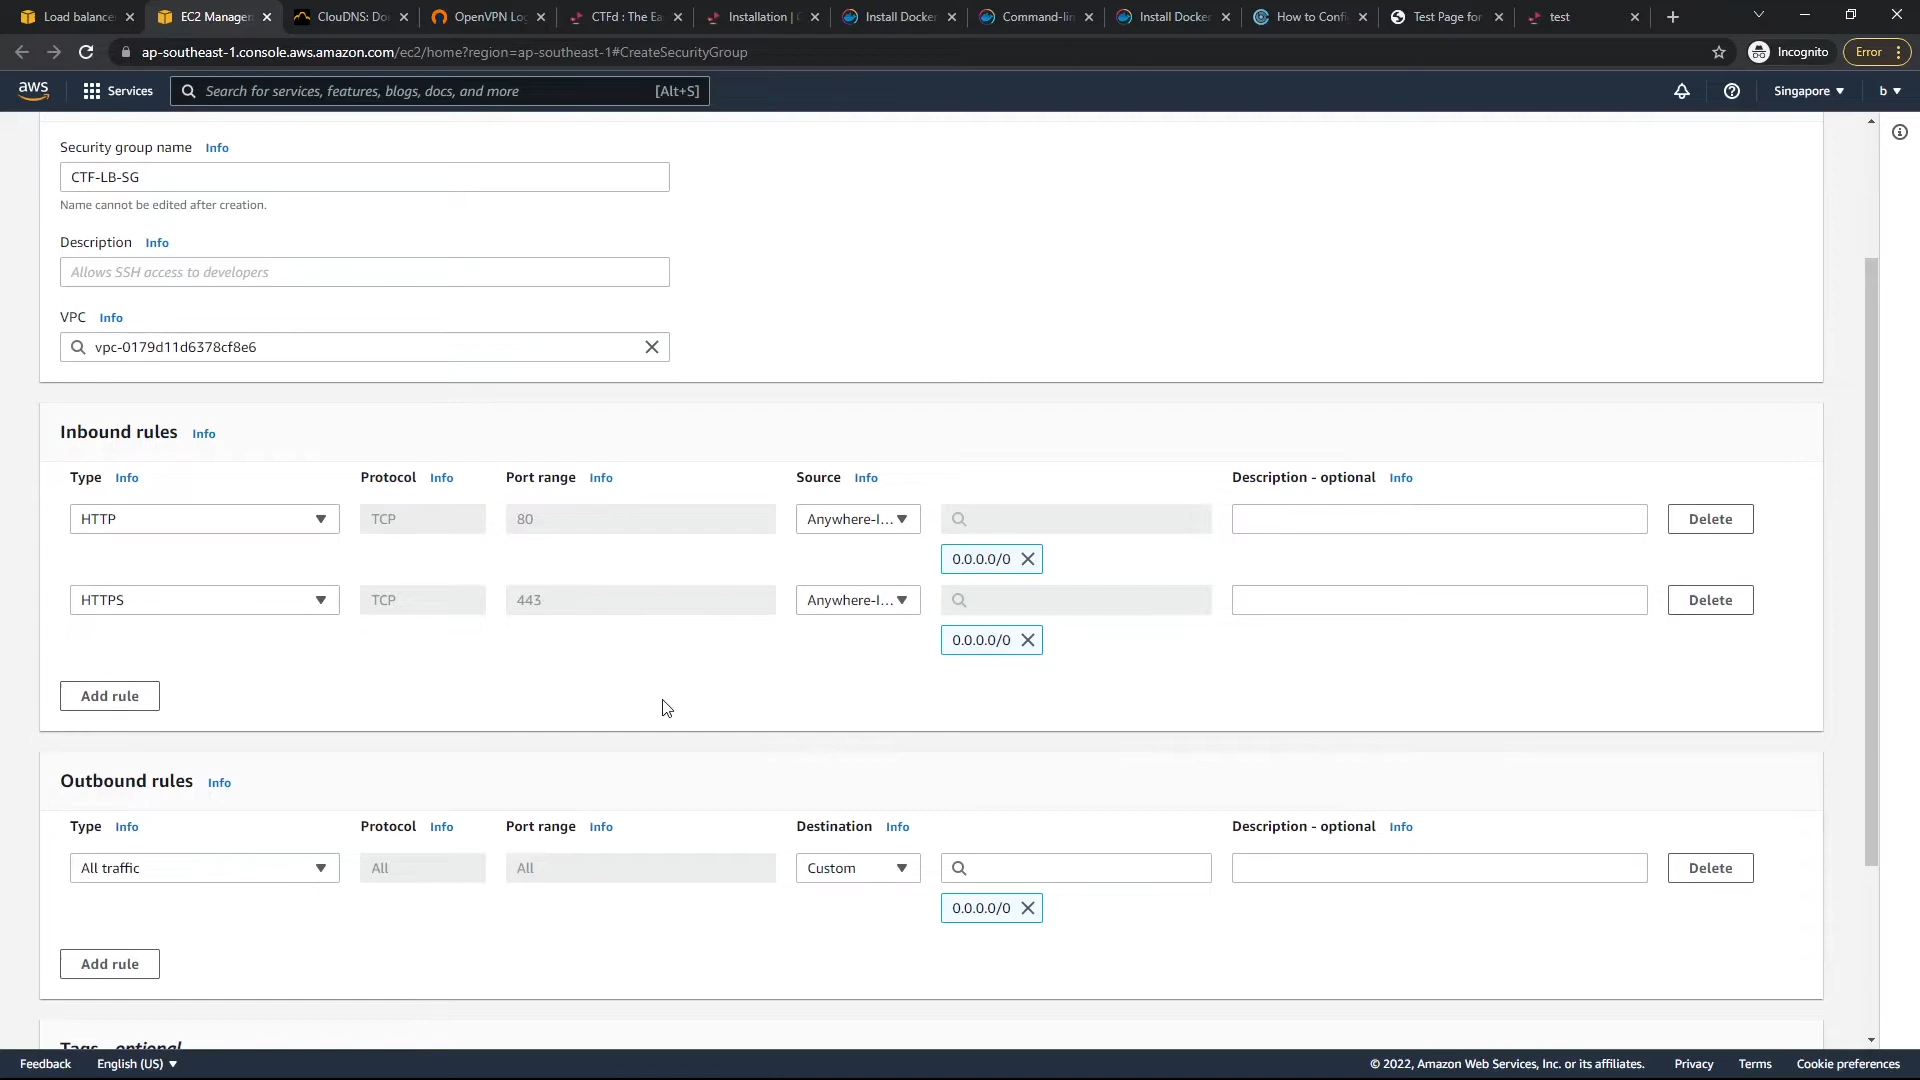 Load balance
EC2 Manager
ClouDNS: Do
OpenVPN Log
CTFd : The Ea
Installation | 
Install Docker
Command-lin
Install Docker
How to Confi
Test Page for
test
ap-southeast-1.console.aws.amazon.com/ec2/home?region=ap-southeast-1#CreateSecurityGroup
Incognito
Error
aws
Services
Search for services, features, blogs, docs, and more
[Alt+S]
Singapore
b
Security group name Info
CTF-LB-SG
Name cannot be edited after creation.
Description Info
Allows SSH access to developers
VPC Info
vpc-0179d11d6378cf8e6
Inbound rules Info
Type Info Protocol Info Port range Info Source Info Description - optional Info
HTTP TCP 80 Anywhere-I... Delete
0.0.0.0/0
HTTPS TCP 443 Anywhere-I... Delete
0.0.0.0/0
Add rule
Outbound rules Info
Type Info Protocol Info Port range Info Destination Info Description - optional Info
All traffic All All Custom Delete
0.0.0.0/0
Add rule
Tags - optional
Feedback English (US) © 2022, Amazon Web Services, Inc. or its affiliates. Privacy Terms Cookie preferences